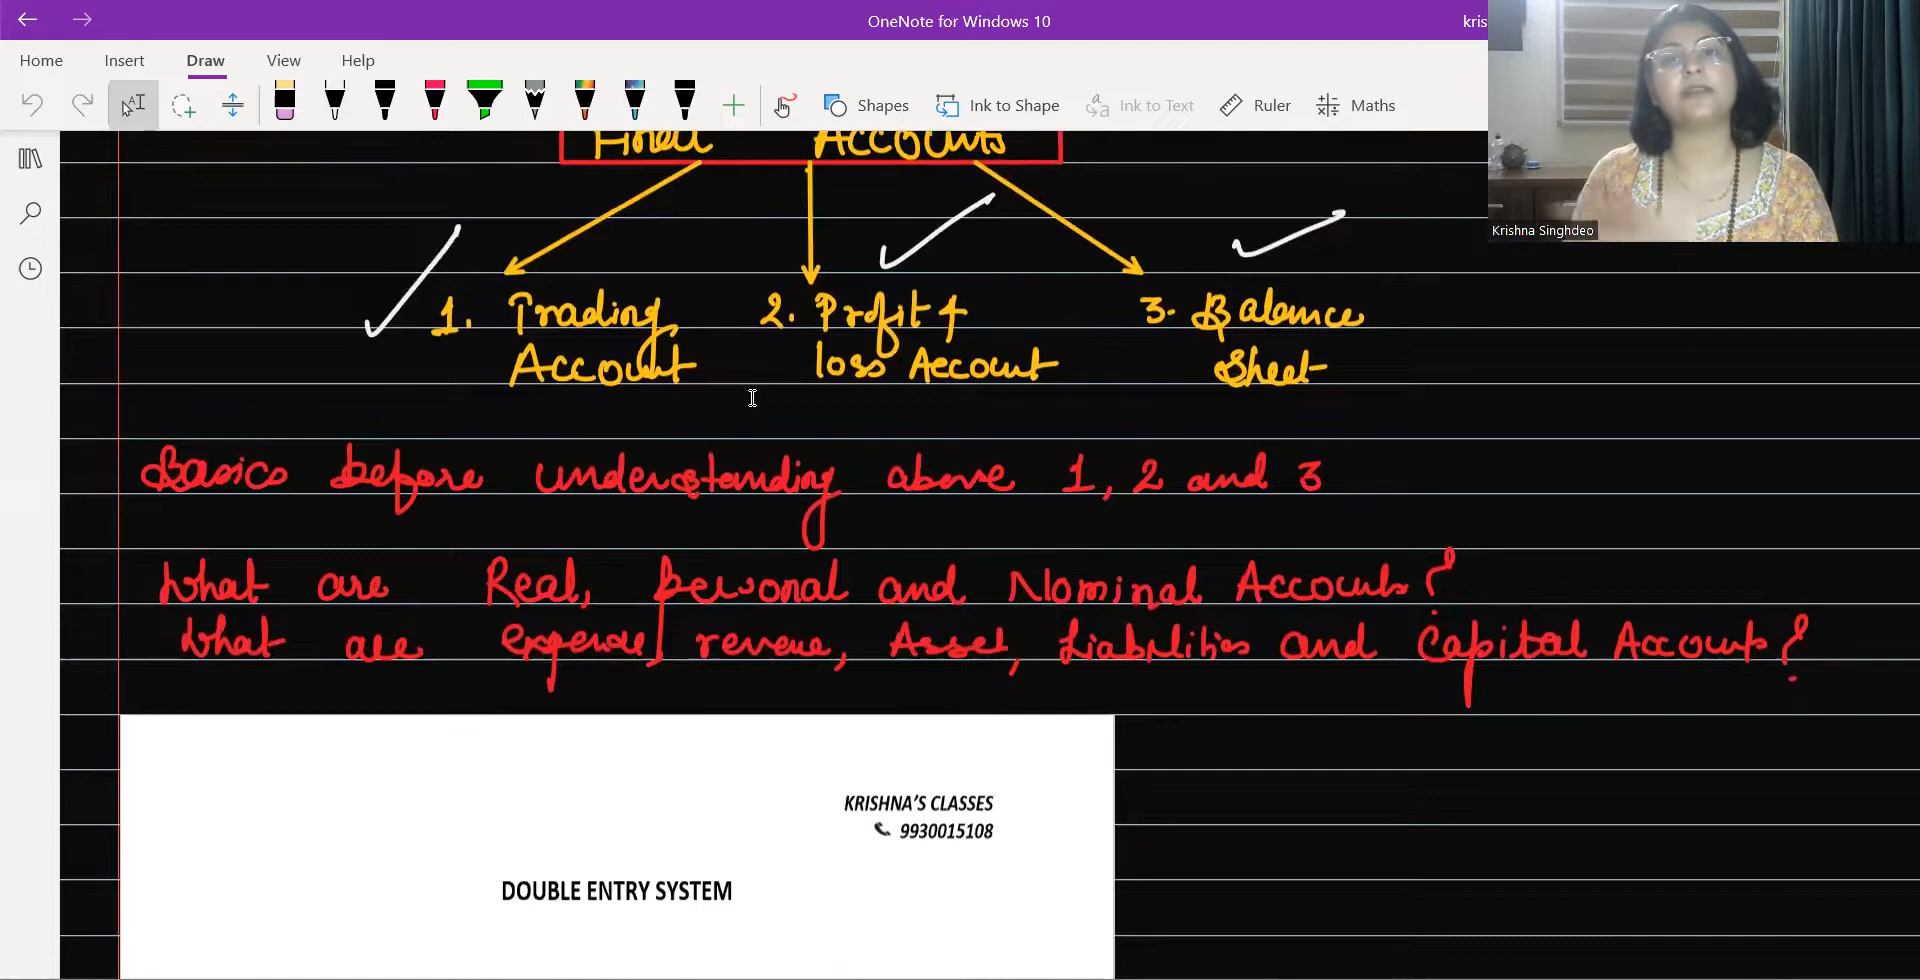 OneNote for Windows 10
kris
Home Insert Draw View Help
Shapes Ink to Shape Ink to Text Ruler Maths
Krishna Singhdeo
Final Accounts
1. Trading Account
2. Profit & loss Account
3. Balance Sheet
Basics before understanding above 1, 2 and 3
What are Real, personal and Nominal Accounts?
What are expense, revenue, Asset, Liabilities and Capital Account?
KRISHNA'S CLASSES
9930015108
DOUBLE ENTRY SYSTEM